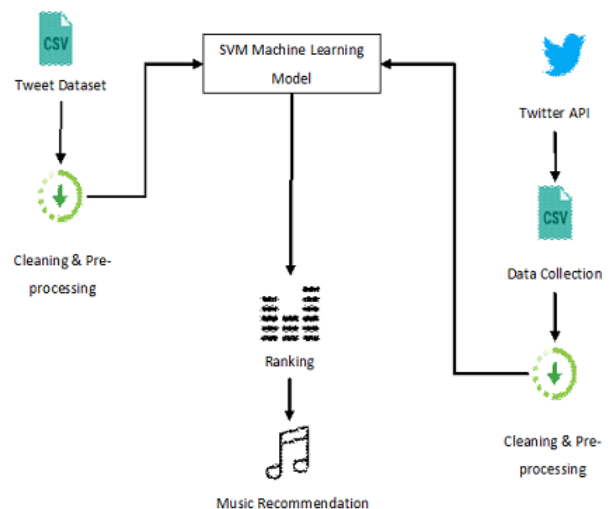 CSV
Tweet Dataset
Cleaning & Pre-
processing
SVM Machine Learning
Model
Ranking
Music Recommendation
Twitter API
CSV
Data Collection
Cleaning & Pre-
processing